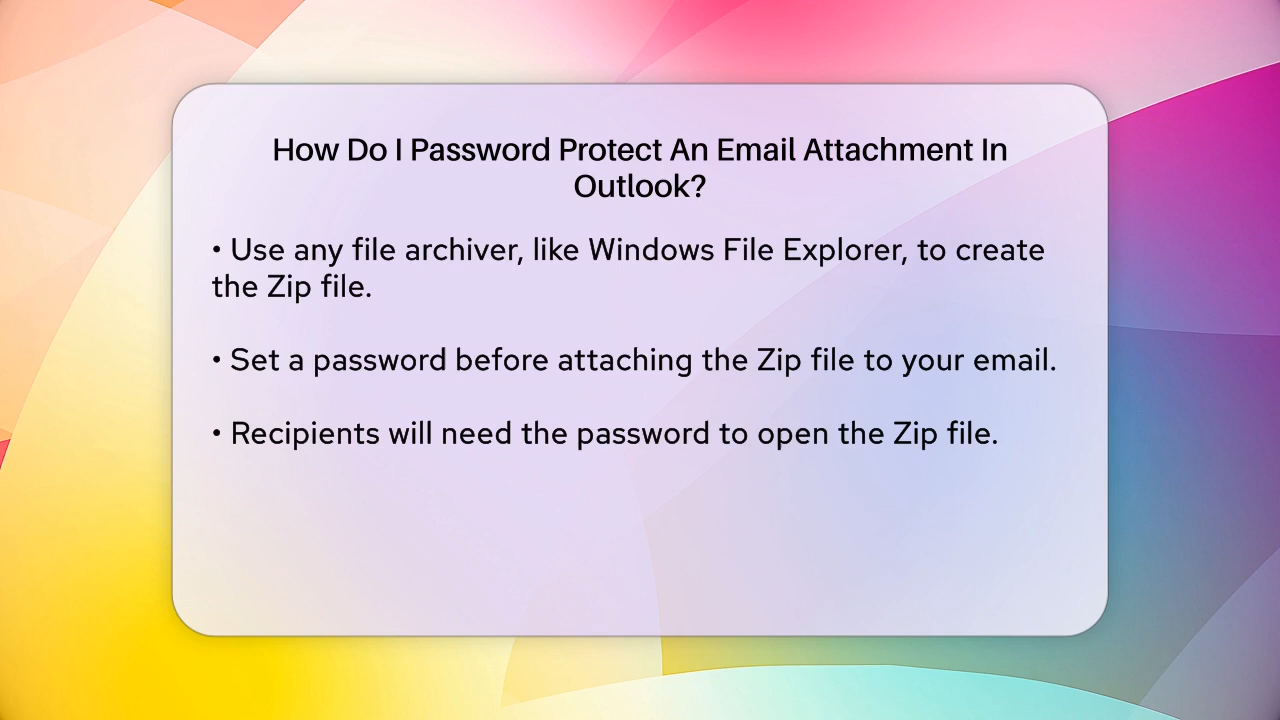 How Do I Password Protect An Email Attachment In
Outlook?
• Use any file archiver, like Windows File Explorer, to create
the Zip file.
• Set a password before attaching the Zip file to your email.
• Recipients will need the password to open the Zip file.